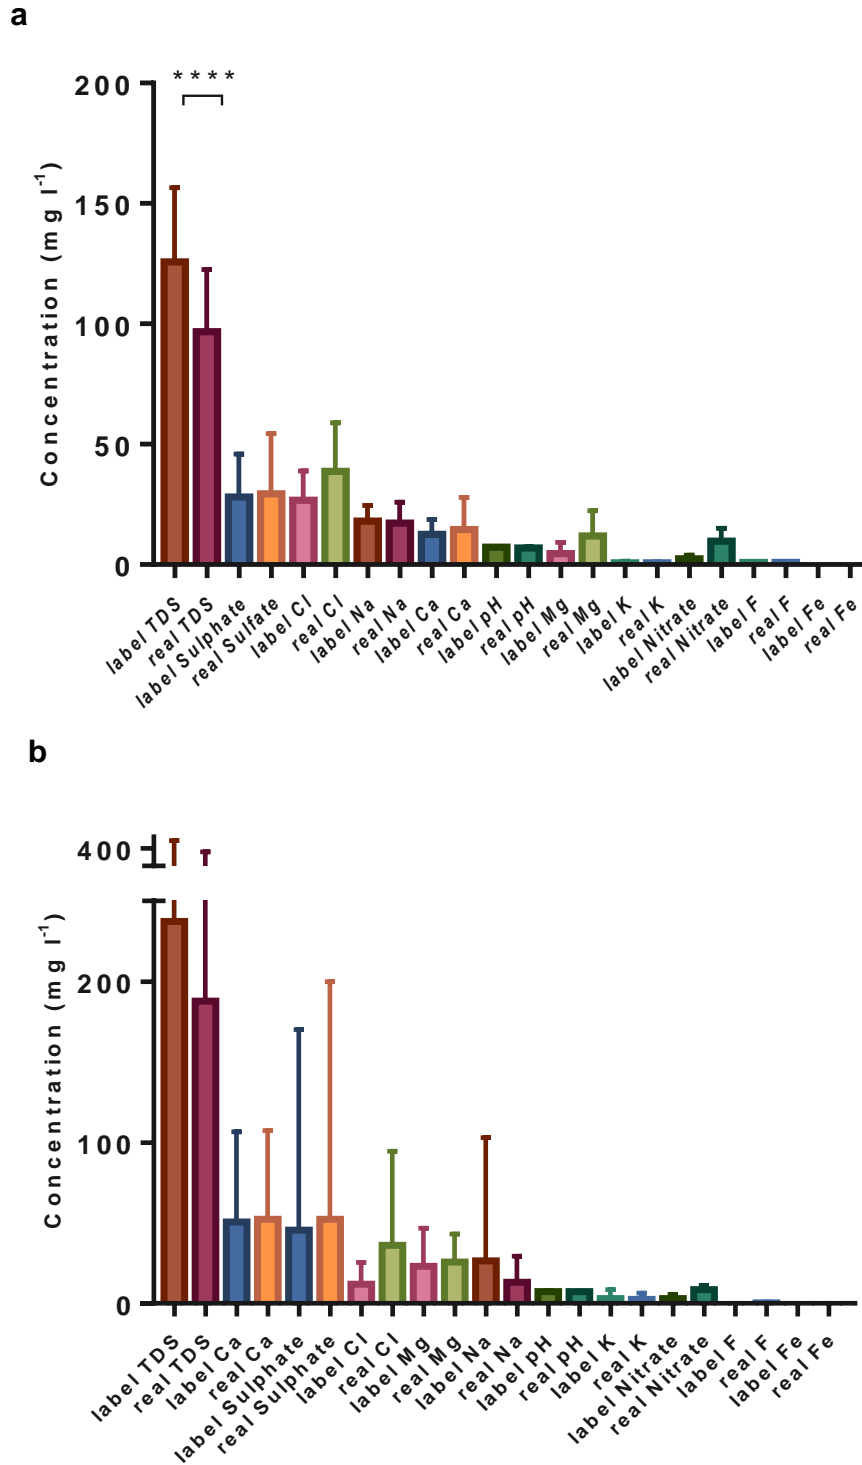 a
* * * *
200
150
100
50
0
Concentration (mg l⁻¹)
label TDS
real TDS
label Sulphate
real Sulfate
label Cl
real Cl
label Na
real Na
label Ca
real Ca
label pH
real pH
label Mg
real Mg
label K
real K
label Nitrate
real Nitrate
label F
real F
label Fe
real Fe
b
400
200
100
0
Concentration (mg l⁻¹)
label TDS
real TDS
label Ca
real Ca
label Sulphate
real Sulphate
label Cl
real Cl
label Mg
real Mg
label Na
real Na
label pH
real pH
label K
real K
label Nitrate
real Nitrate
label F
real F
label Fe
real Fe